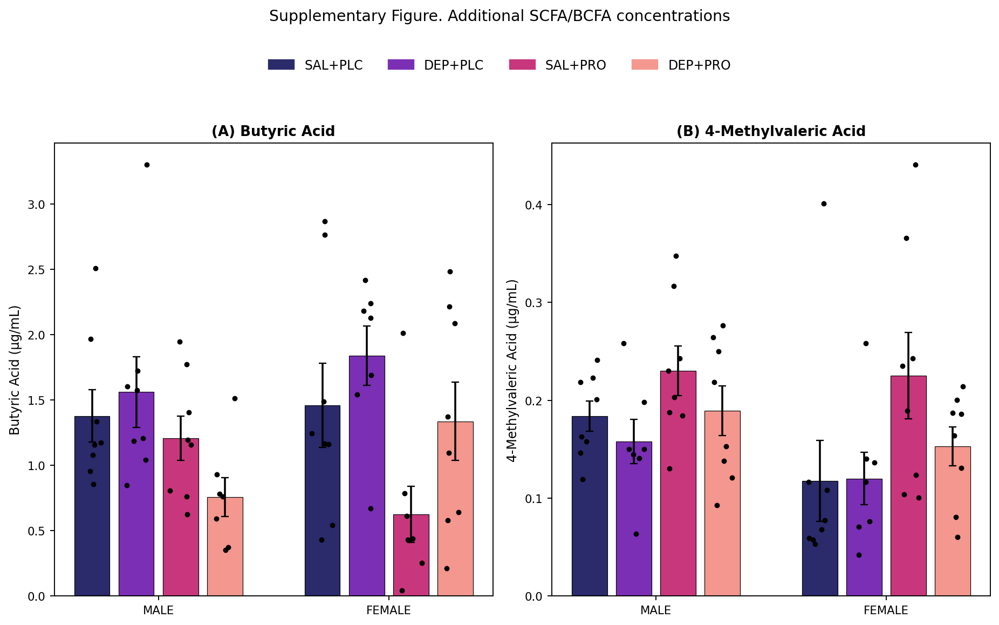 Supplementary Figure. Additional SCFA/BCFA concentrations
SAL+PLC DEP+PLC SAL+PRO DEP+PRO
(A) Butyric Acid
Butyric Acid (µg/mL)
3.0
2.5
2.0
1.5
1.0
0.5
0.0
MALE FEMALE
(B) 4-Methylvaleric Acid
4-Methylvaleric Acid (µg/mL)
0.4
0.3
0.2
0.1
0.0
MALE FEMALE